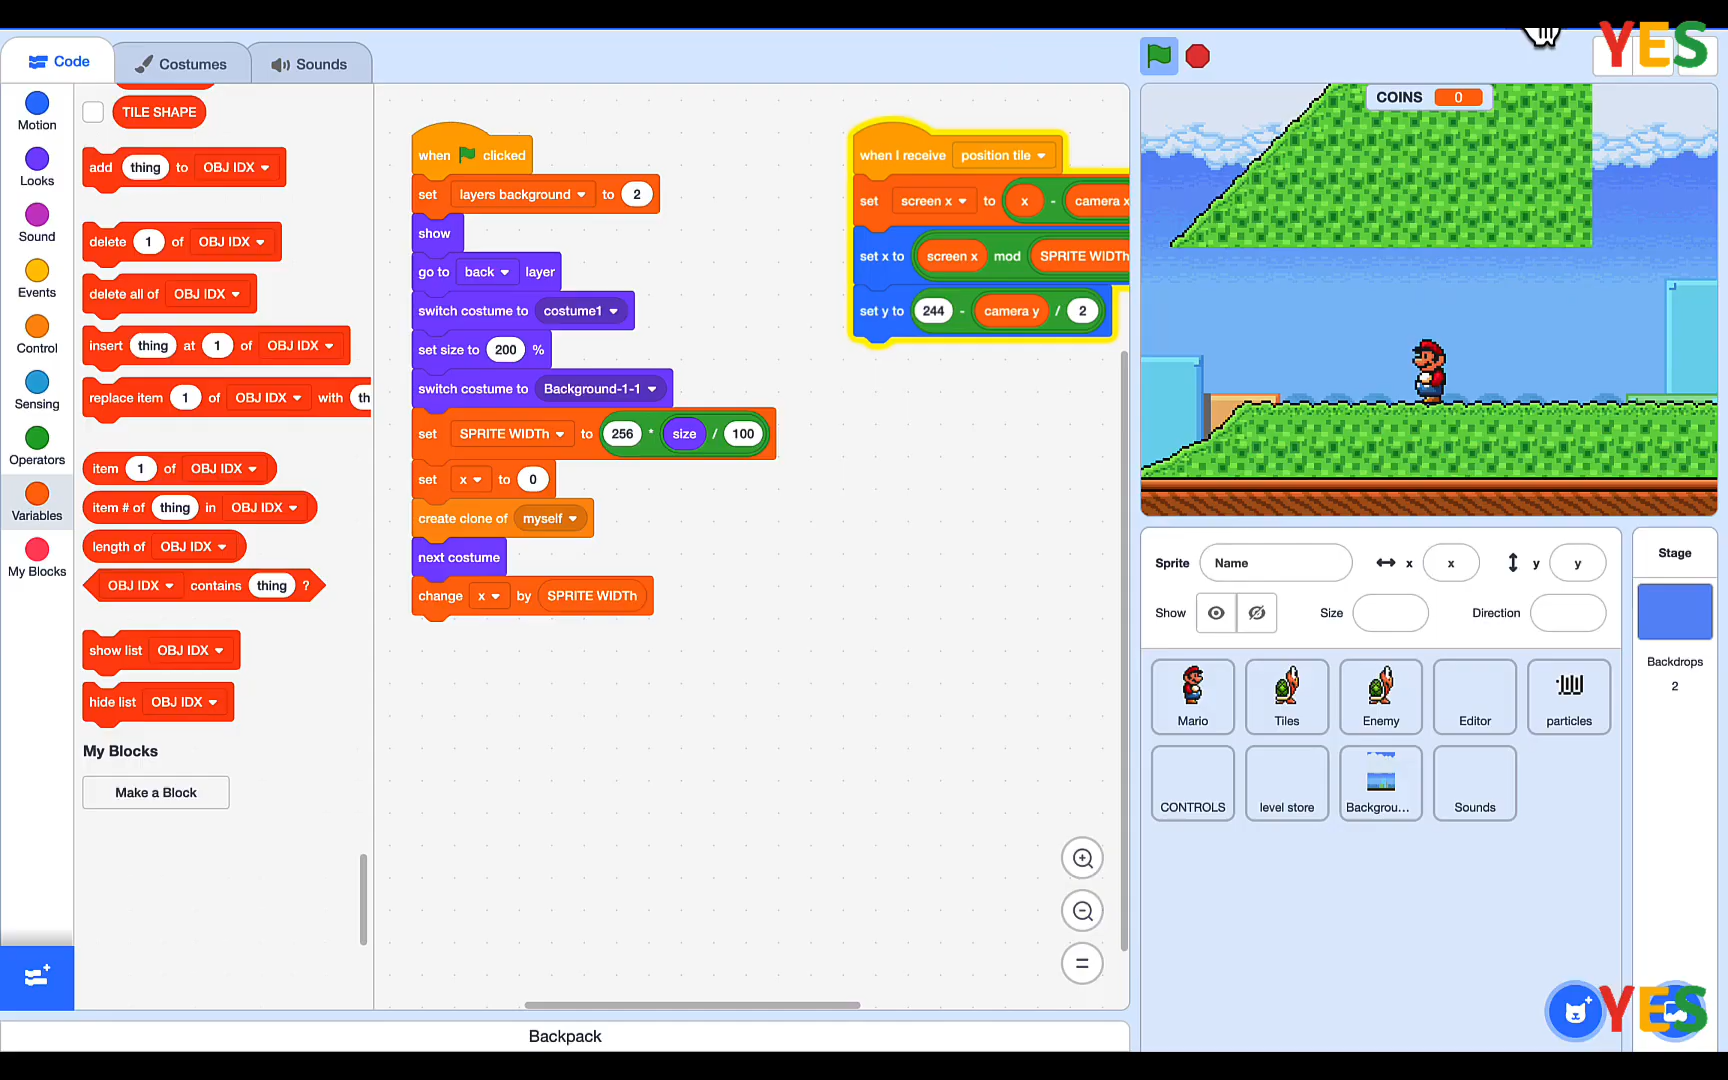 YES
Code
Costumes
Sounds
Motion
Looks
Sound
Events
Control
Sensing
Operators
Variables
My Blocks
TILE SHAPE
add thing to OBJ IDX
delete 1 of OBJ IDX
delete all of OBJ IDX
insert thing at 1 of OBJ IDX
replace item 1 of OBJ IDX with th
item 1 of OBJ IDX
item # of thing in OBJ IDX
length of OBJ IDX
OBJ IDX contains thing ?
show list OBJ IDX
hide list OBJ IDX
My Blocks
Make a Block
when clicked
set layers background to 2
show
go to back layer
switch costume to costume1
set size to 200 %
switch costume to Background-1-1
set SPRITE WIDTh to 256 * size / 100
set x to 0
create clone of myself
next costume
change x by SPRITE WIDTh
when I receive position tile
set screen x to x - camera x
set x to screen x mod SPRITE WIDTh
set y to 244 - camera y / 2
=
Backpack
COINS 0
Sprite Name x x y y
Show Size Direction
Mario
Tiles
Enemy
Editor
particles
CONTROLS
level store
Backgrou...
Sounds
Stage
Backdrops
2
YES